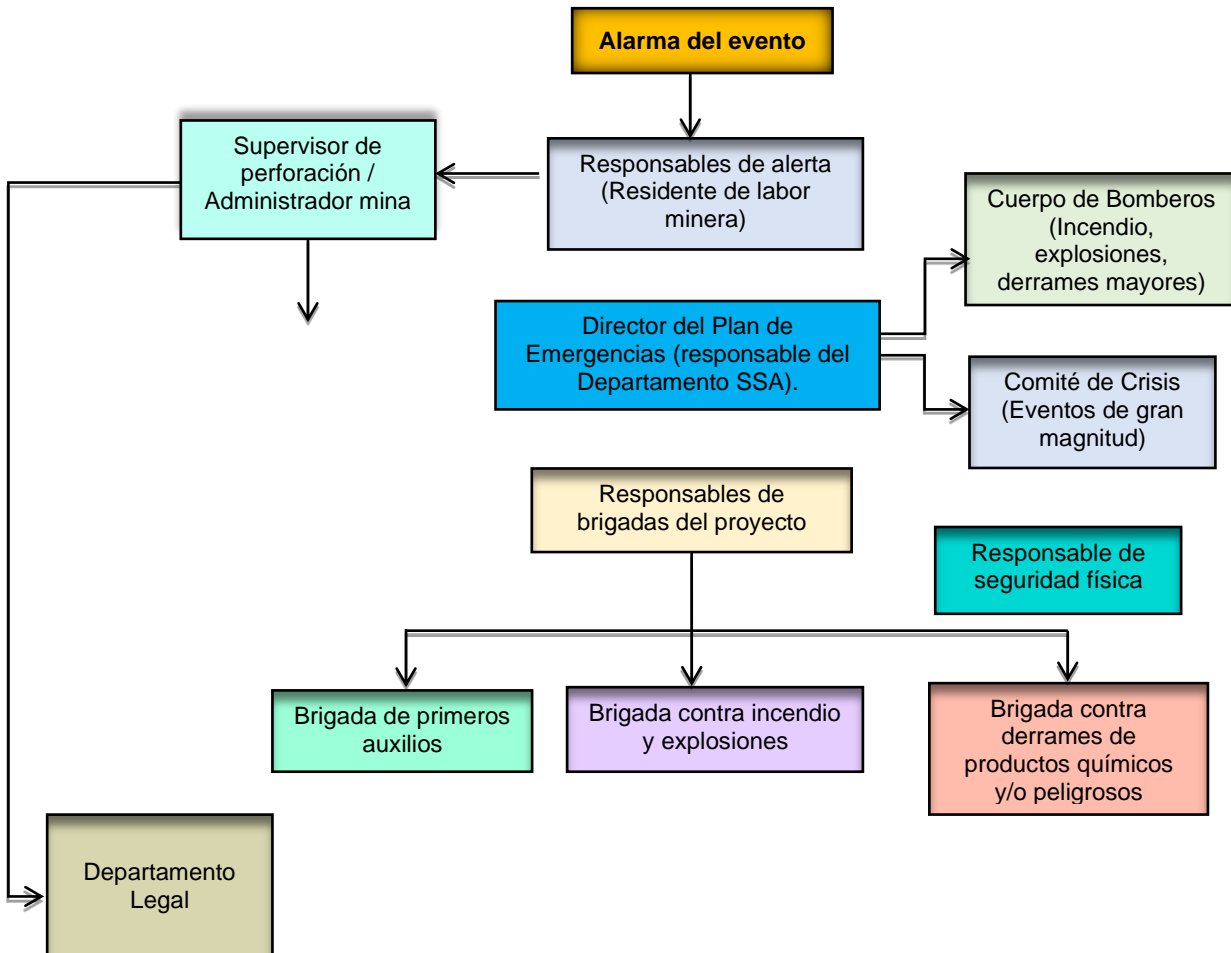 Alarma del evento
Supervisor de
perforación /
Administrador mina
Responsables de alerta
(Residente de labor
minera)
Cuerpo de Bomberos
(Incendio,
explosiones,
derrames mayores)
Director del Plan de
Emergencias (responsable del
Departamento SSA).
Comité de Crisis
(Eventos de gran
magnitud)
Responsables de
brigadas del proyecto
Responsable de
seguridad física
Brigada de primeros
auxilios
Brigada contra incendio
y explosiones
Brigada contra
derrames de
productos químicos
y/o peligrosos
Departamento
Legal